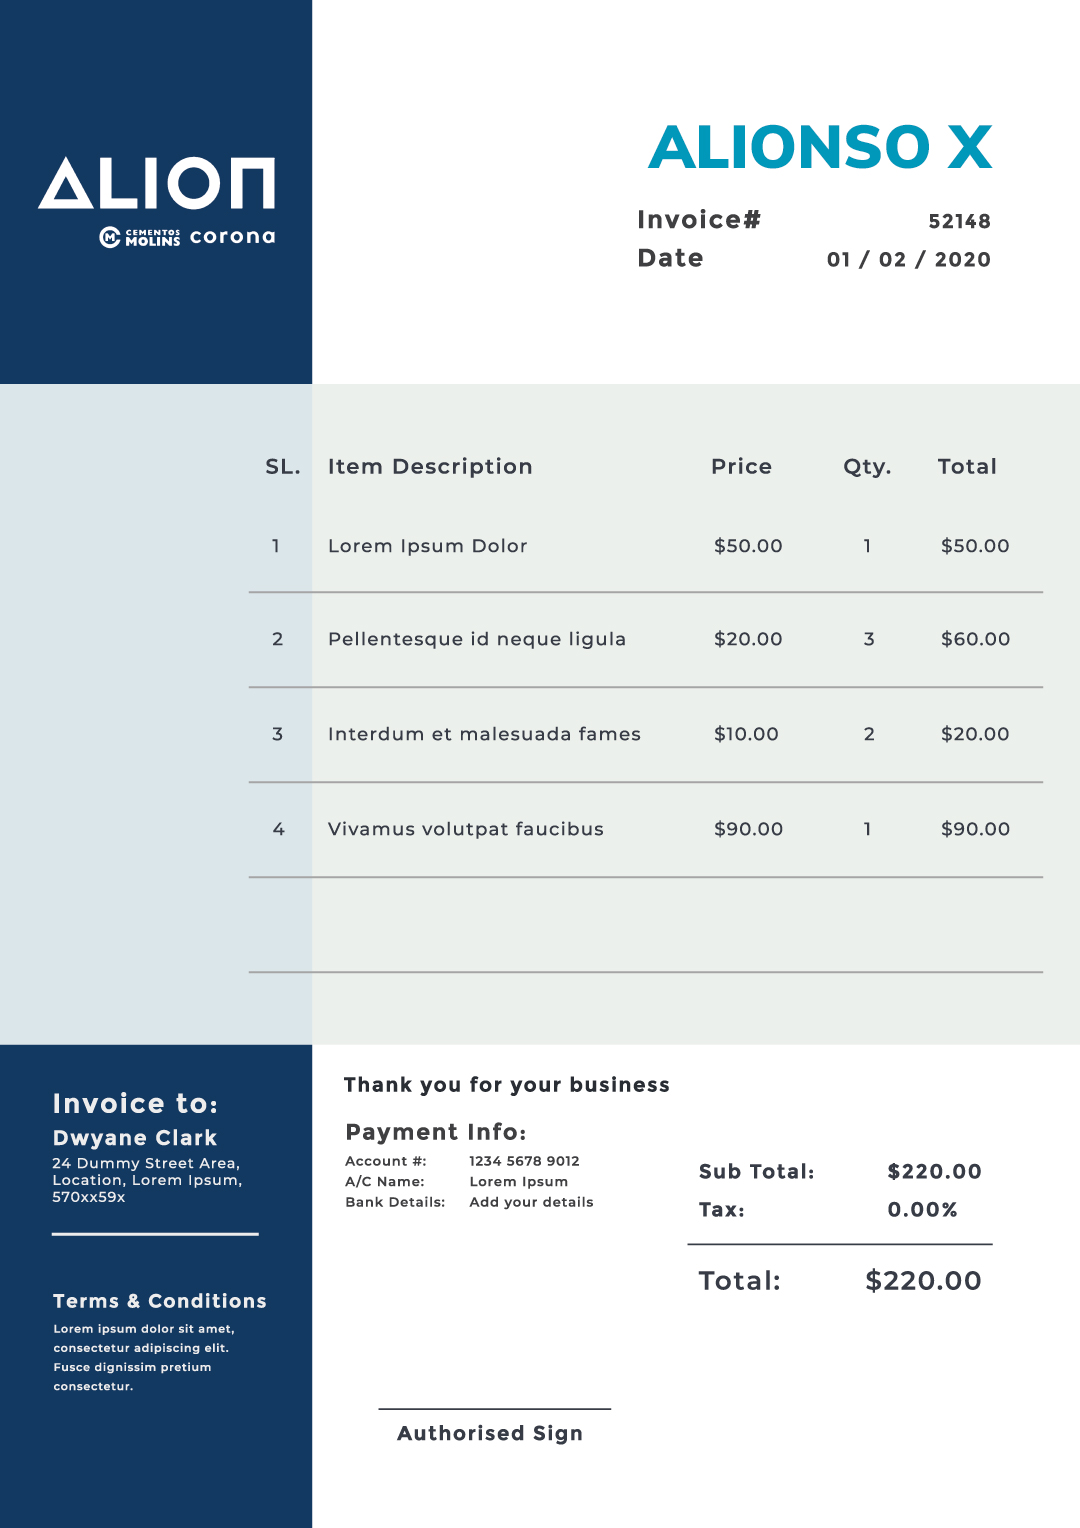 ALION
CEMENTOS MOLINS corona
ALIONSO X
Invoice# 52148
Date 01 / 02 / 2020
SL. Item Description Price Qty. Total
1 Lorem Ipsum Dolor $50.00 1 $50.00
2 Pellentesque id neque ligula $20.00 3 $60.00
3 Interdum et malesuada fames $10.00 2 $20.00
4 Vivamus volutpat faucibus $90.00 1 $90.00
Invoice to:
Dwyane Clark
24 Dummy Street Area,
Location, Lorem Ipsum,
570xx59x
Terms & Conditions
Lorem ipsum dolor sit amet,
consectetur adipiscing elit.
Fusce dignissim pretium
consectetur.
Thank you for your business
Payment Info:
Account #: 1234 5678 9012
A/C Name: Lorem Ipsum
Bank Details: Add your details
Sub Total: $220.00
Tax: 0.00%
Total: $220.00
Authorised Sign